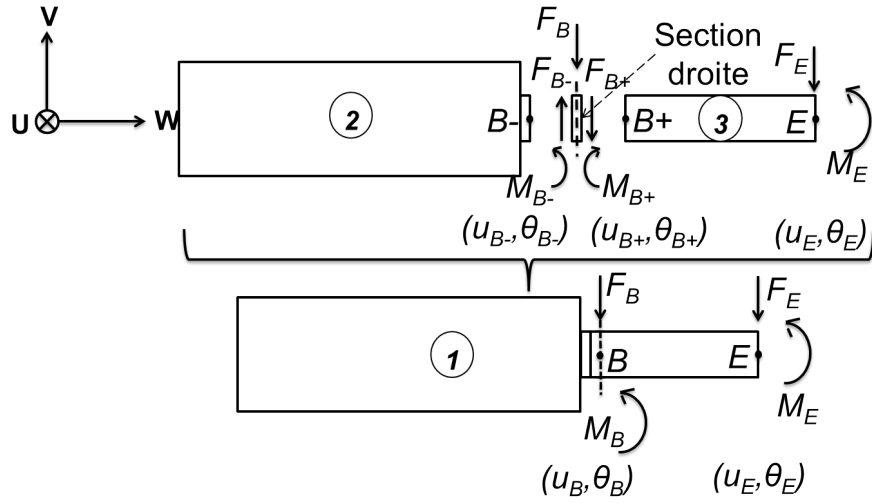 V
F_B
Section
droite
F_B-
F_B+
F_E
U
W
2
B-
B+
3
E
M_E
M_B-
M_B+
(u_B-,θ_B-)
(u_B+,θ_B+)
(u_E,θ_E)
F_B
F_E
1
B
E
M_E
M_B
(u_B,θ_B)
(u_E,θ_E)